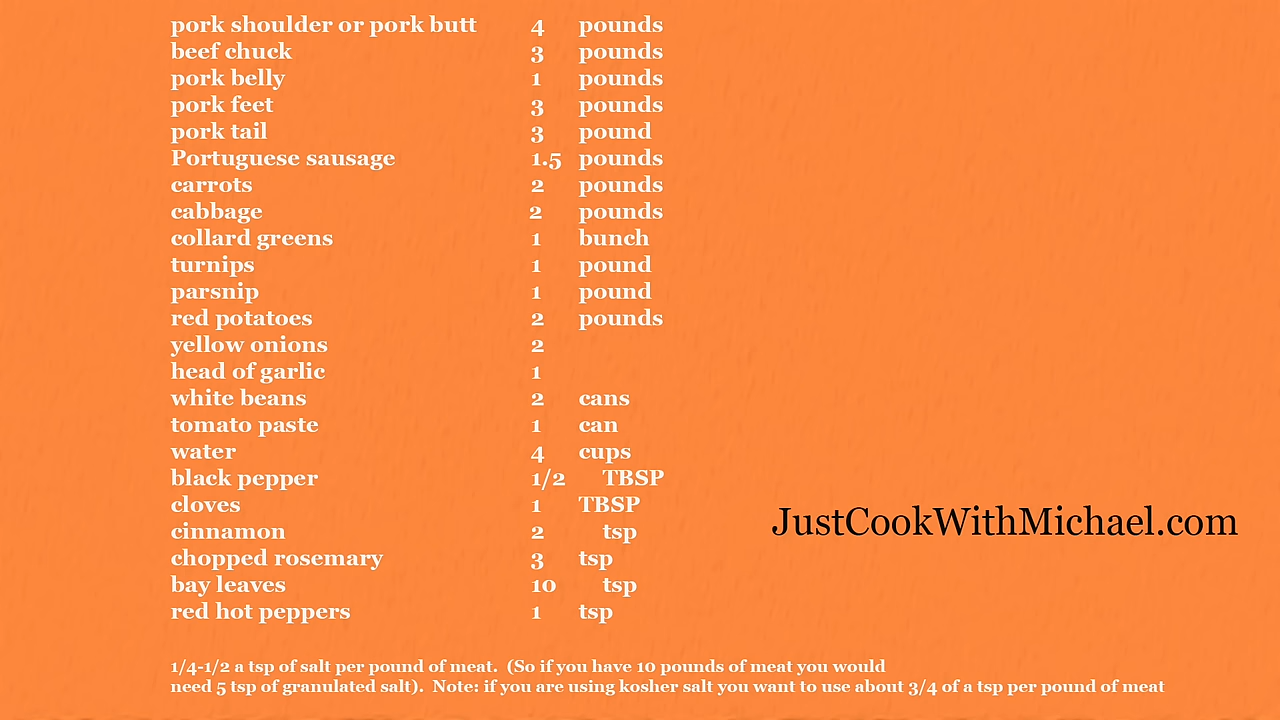 pork shoulder or pork butt 4 pounds
beef chuck 3 pounds
pork belly 1 pounds
pork feet 3 pounds
pork tail 3 pound
Portuguese sausage 1.5 pounds
carrots 2 pounds
cabbage 2 pounds
collard greens 1 bunch
turnips 1 pound
parsnip 1 pound
red potatoes 2 pounds
yellow onions 2
head of garlic 1
white beans 2 cans
tomato paste 1 can
water 4 cups
black pepper 1/2 TBSP
cloves 1 TBSP
cinnamon 2 tsp
chopped rosemary 3 tsp
bay leaves 10 tsp
red hot peppers 1 tsp
JustCookWithMichael.com
1/4-1/2 a tsp of salt per pound of meat. (So if you have 10 pounds of meat you would
need 5 tsp of granulated salt). Note: if you are using kosher salt you want to use about 3/4 of a tsp per pound of meat